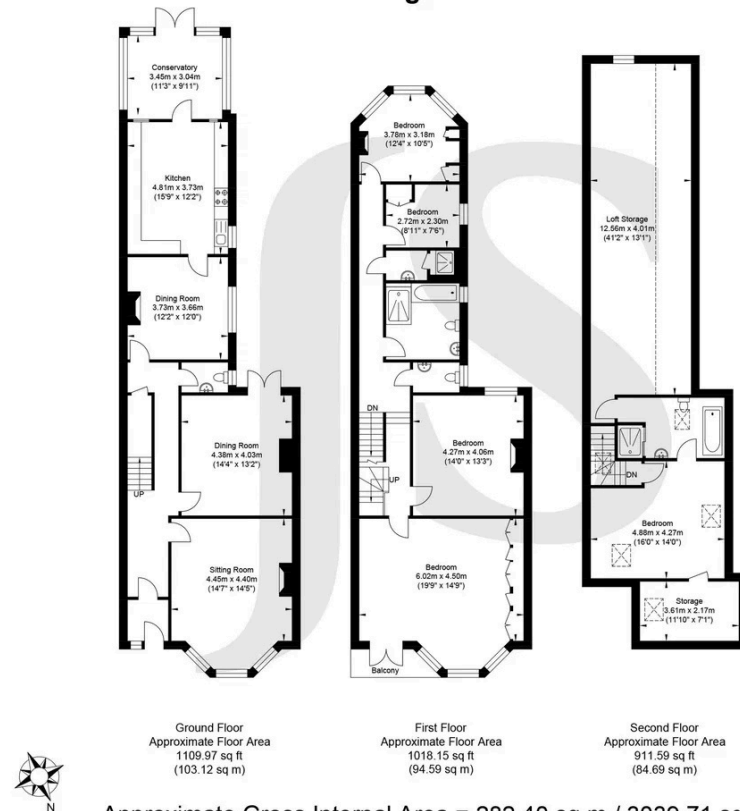 Conservatory
3.45m x 3.04m
(11'3" x 9'11")
Kitchen
4.81m x 3.73m
(15'9" x 12'2")
Dining Room
3.73m x 3.66m
(12'2" x 12'0")
Dining Room
4.38m x 4.03m
(14'4" x 13'2")
UP
Sitting Room
4.45m x 4.40m
(14'7" x 14'5")
Ground Floor
Approximate Floor Area
1109.97 sq ft
(103.12 sq m)
Bedroom
3.78m x 3.18m
(12'4" x 10'5")
Bedroom
2.72m x 2.30m
(8'11" x 7'6")
DN
Bedroom
4.27m x 4.06m
(14'0" x 13'3")
UP
Bedroom
6.02m x 4.50m
(19'9" x 14'9")
Balcony
First Floor
Approximate Floor Area
1018.15 sq ft
(94.59 sq m)
Loft Storage
12.56m x 4.01m
(41'2" x 13'1")
DN
Bedroom
4.88m x 4.27m
(16'0" x 14'0")
Storage
3.61m x 2.17m
(11'10" x 7'1")
Second Floor
Approximate Floor Area
911.59 sq ft
(84.69 sq m)
JS
N